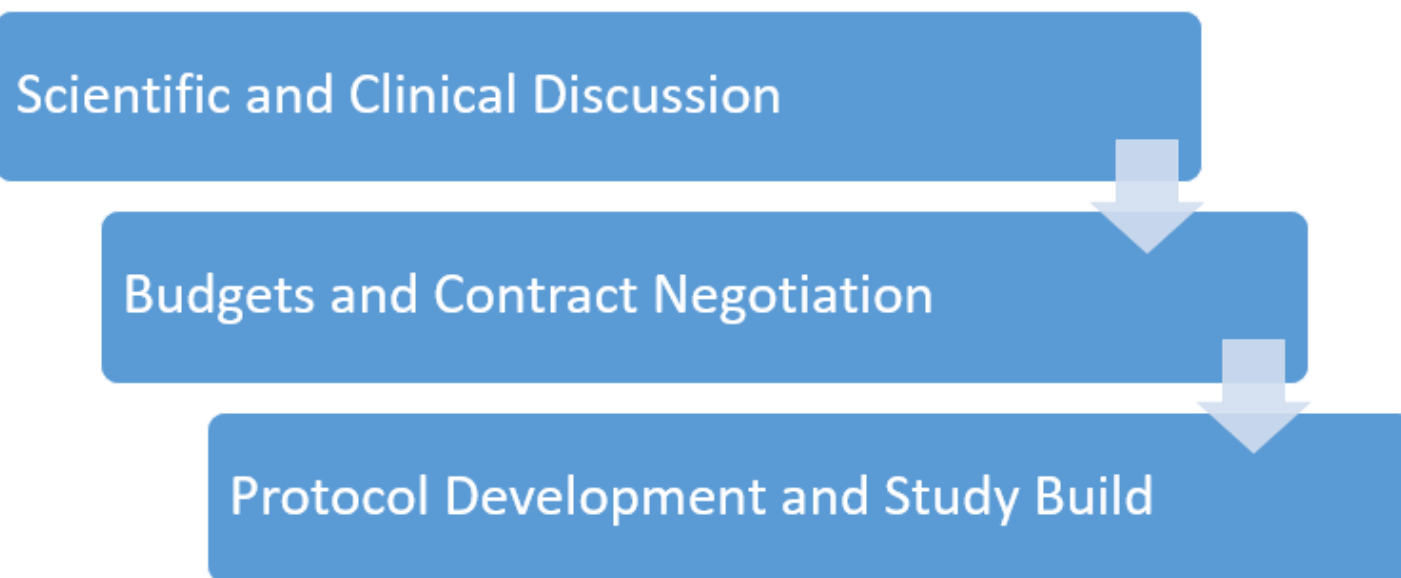 Scientific and Clinical Discussion
Budgets and Contract Negotiation
Protocol Development and Study Build